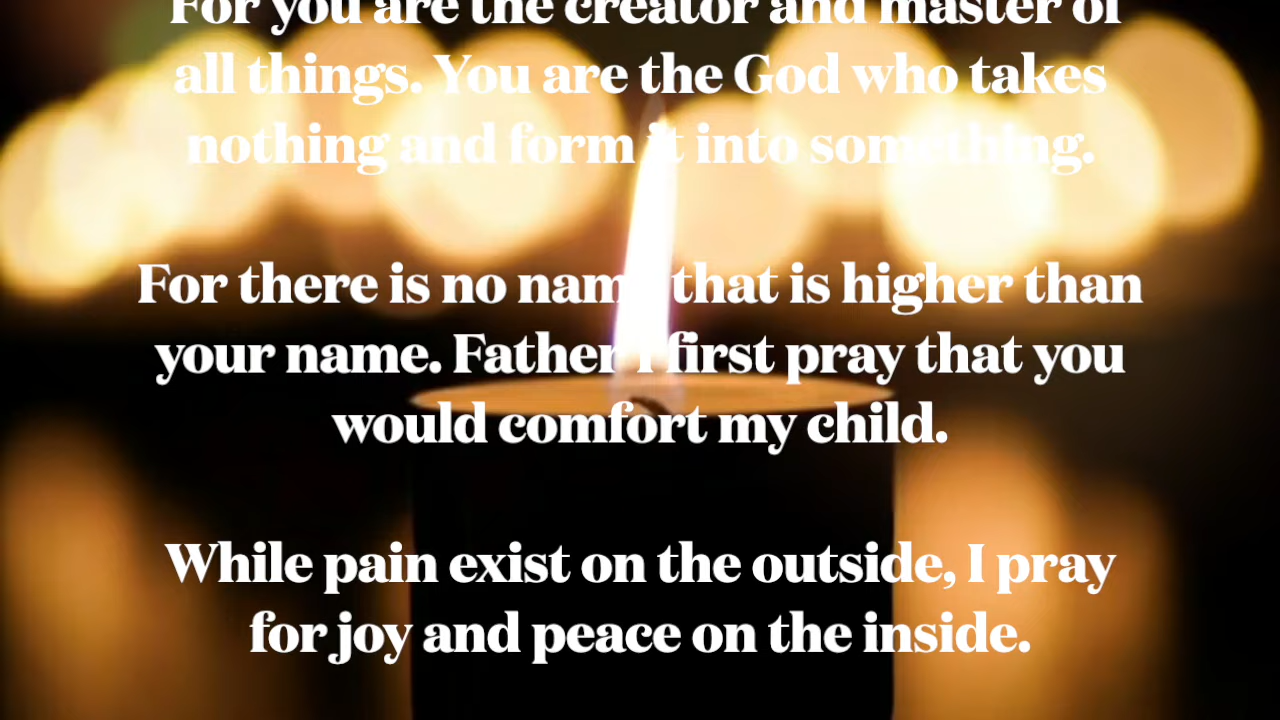 For you are the creator and master of
all things. You are the God who takes
nothing and form it into something.
For there is no name that is higher than
your name. Father I first pray that you
would comfort my child.
While pain exist on the outside, I pray
for joy and peace on the inside.